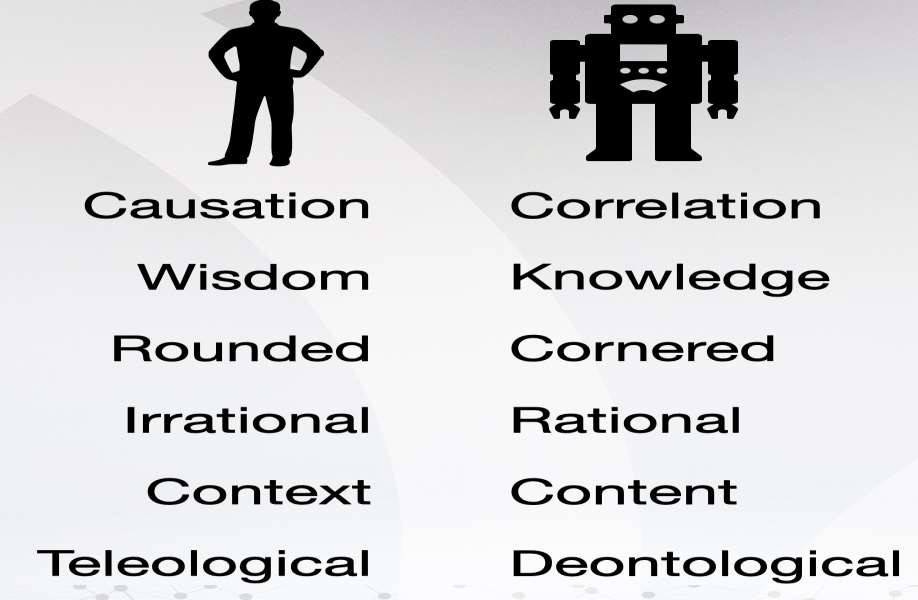 Causation Correlation
Wisdom Knowledge
Rounded Cornered
Irrational Rational
Context Content
Teleological Deontological